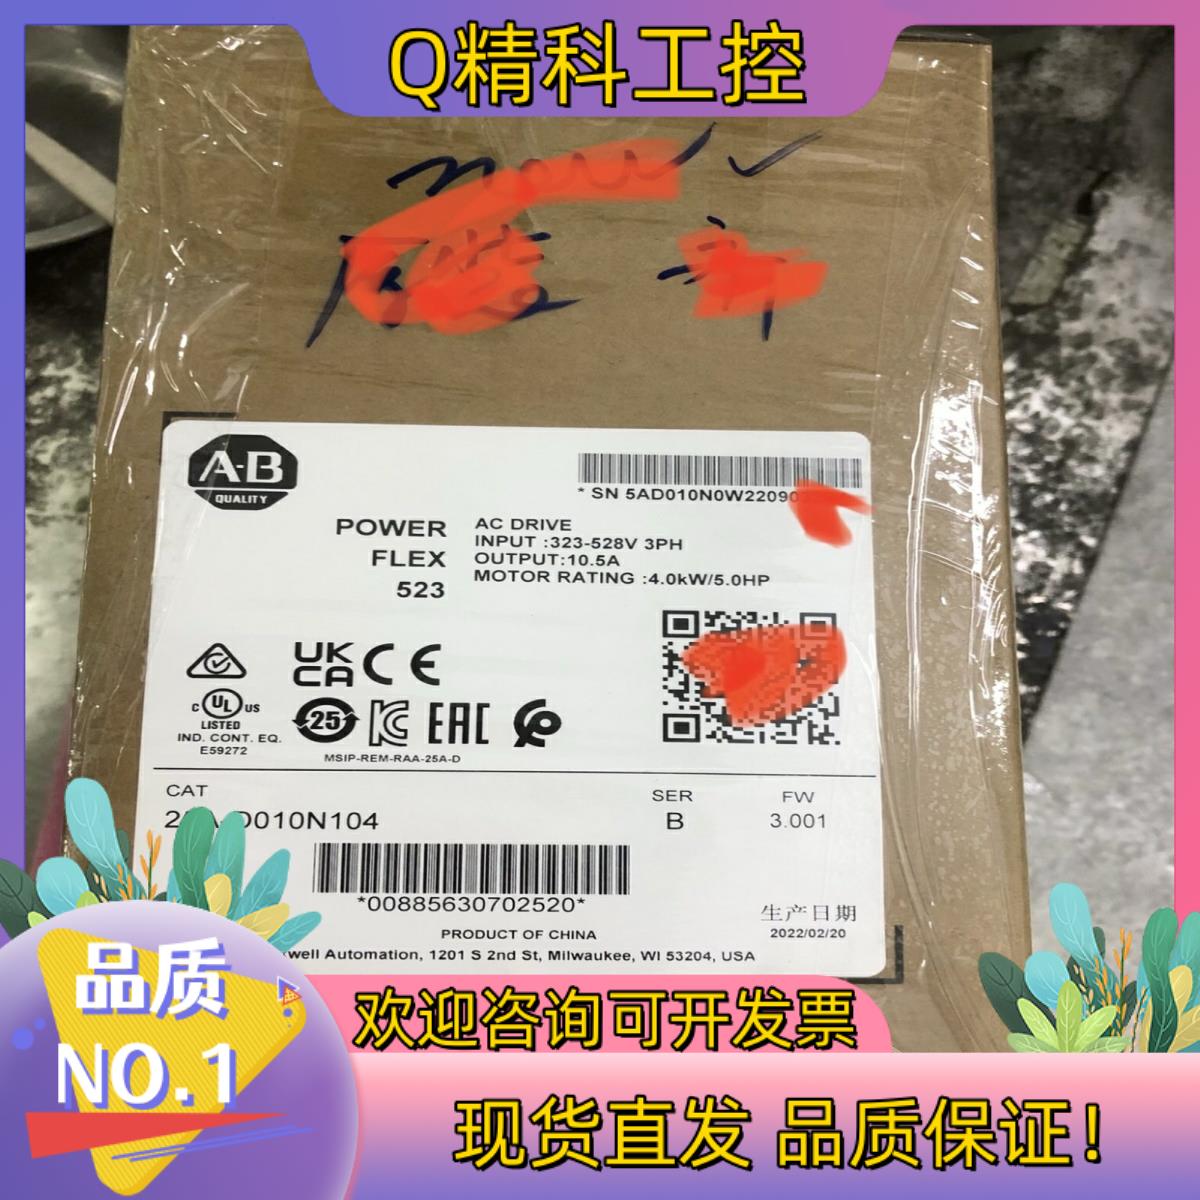 Q精科工控
A-B
QUALITY
* SN 5AD010N0W22090
POWER
FLEX
523
AC DRIVE
INPUT :323-528V 3PH
OUTPUT:10.5A
MOTOR RATING :4.0kW/5.0HP
UK
CA CE
C UL US
LISTED
IND. CONT. EQ.
E59272
25
EAC
MSIP-REM-RAA-25A-D
CAT
D010N104
SER
B
FW
3.001
*00885630702520*
PRODUCT OF CHINA
生产日期
2022/02/20
well Automation, 1201 S 2nd St, Milwaukee, WI 53204, USA
品质
NO.1
欢迎咨询可开发票
现货直发 品质保证!